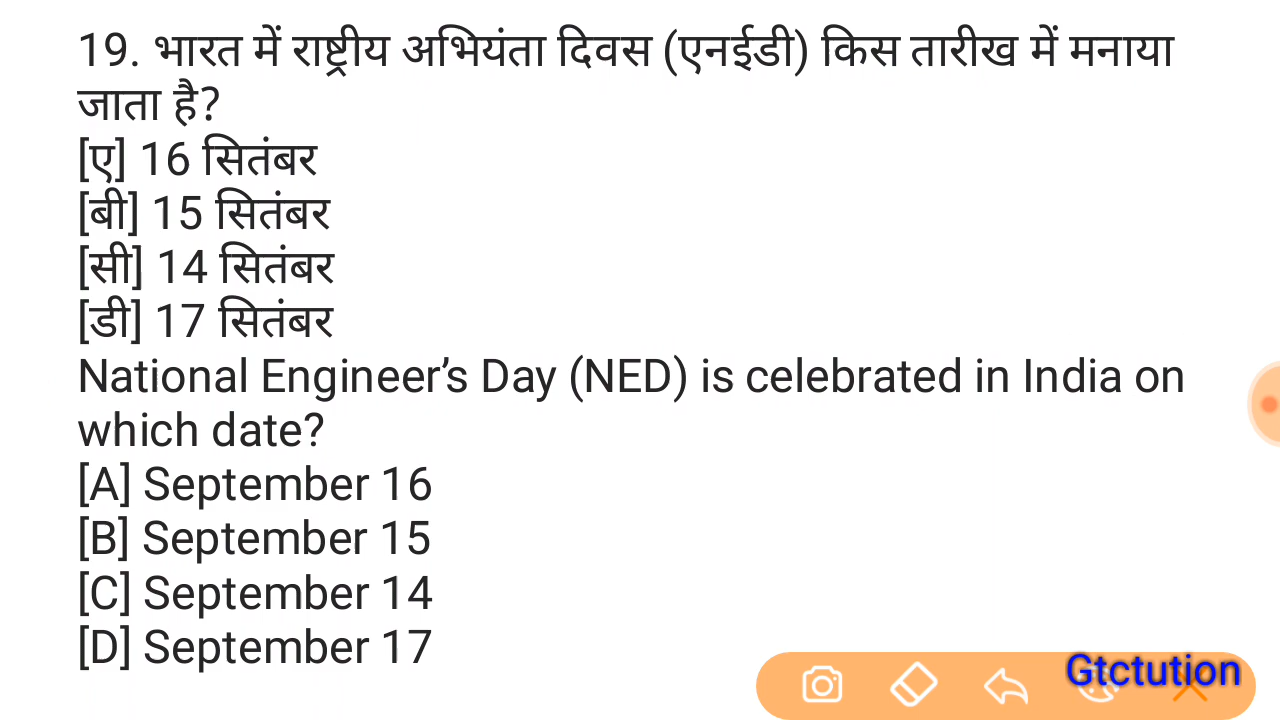 19. भारत में राष्ट्रीय अभियंता दिवस (एनईडी) किस तारीख में मनाया
जाता है?
[ए] 16 सितंबर
[बी] 15 सितंबर
[सी] 14 सितंबर
[डी] 17 सितंबर
National Engineer’s Day (NED) is celebrated in India on
which date?
[A] September 16
[B] September 15
[C] September 14
[D] September 17
Gtctution